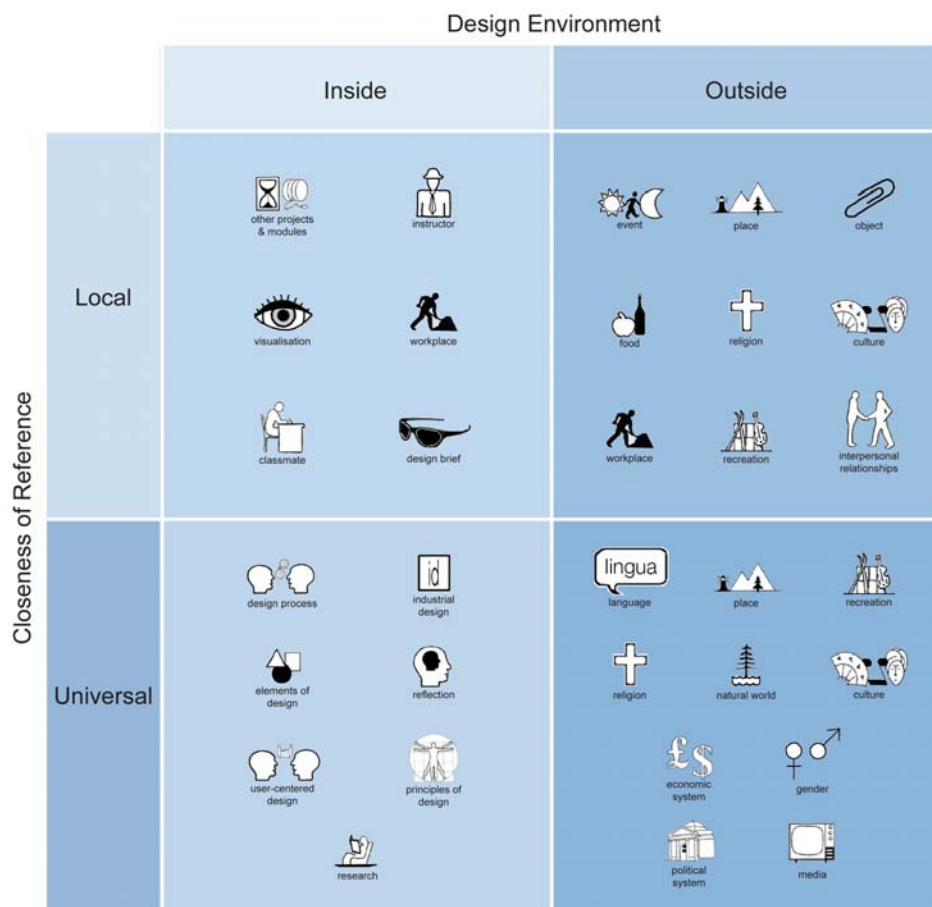 Design Environment
Inside
Outside
Closeness of Reference
Local
other projects
& modules
instructor
event
place
object
visualisation
workplace
food
religion
culture
classmate
design brief
workplace
recreation
interpersonal
relationships
Universal
design process
id
industrial
design
lingua
language
place
recreation
elements of
design
reflection
religion
natural world
culture
user-centered
design
principles of
design
£$
economic
system
gender
research
political
system
media